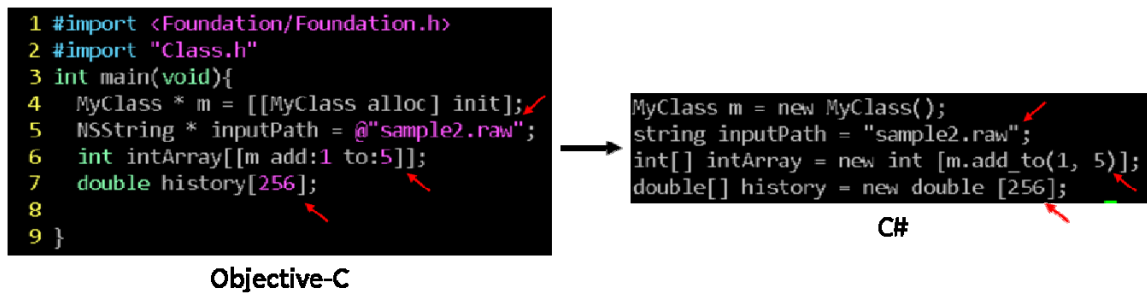 1 #import <Foundation/Foundation.h>
2 #import "Class.h"
3 int main(void){
4   MyClass * m = [[MyClass alloc] init];
5   NSString * inputPath = @"sample2.raw";
6   int intArray[[m add:1 to:5]];
7   double history[256];
8
9 }
Objective-C
MyClass m = new MyClass();
string inputPath = "sample2.raw";
int[] intArray = new int [m.add_to(1, 5)];
double[] history = new double [256];
C#